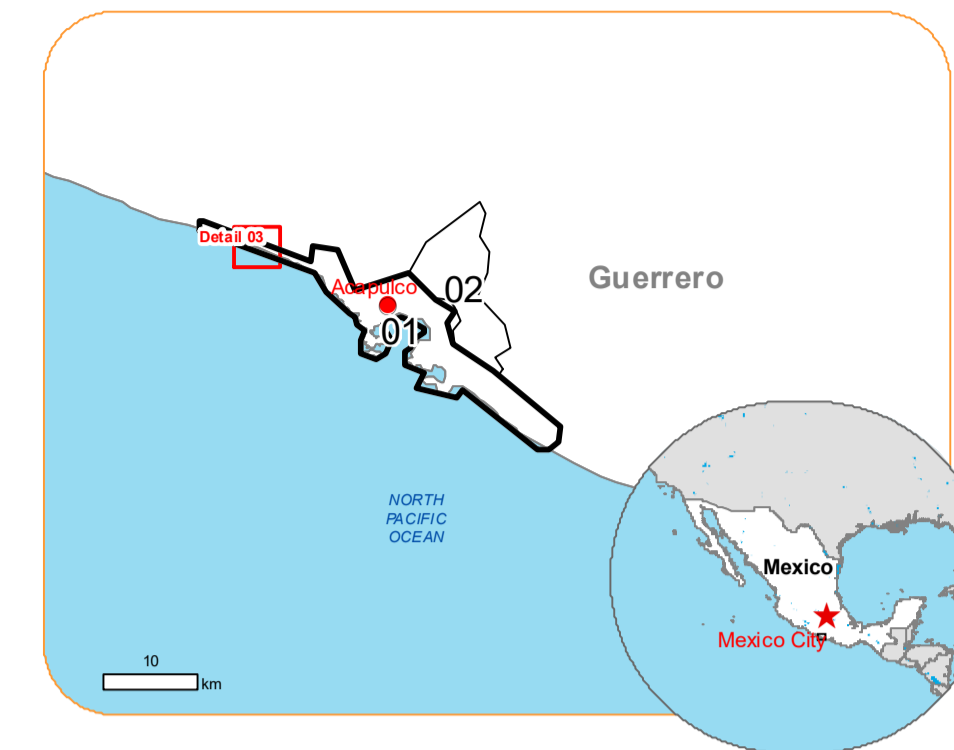 Detail 03
Guerrero
02
Acapulco
01
NORTH
PACIFIC
OCEAN
Mexico
Mexico City
10
km